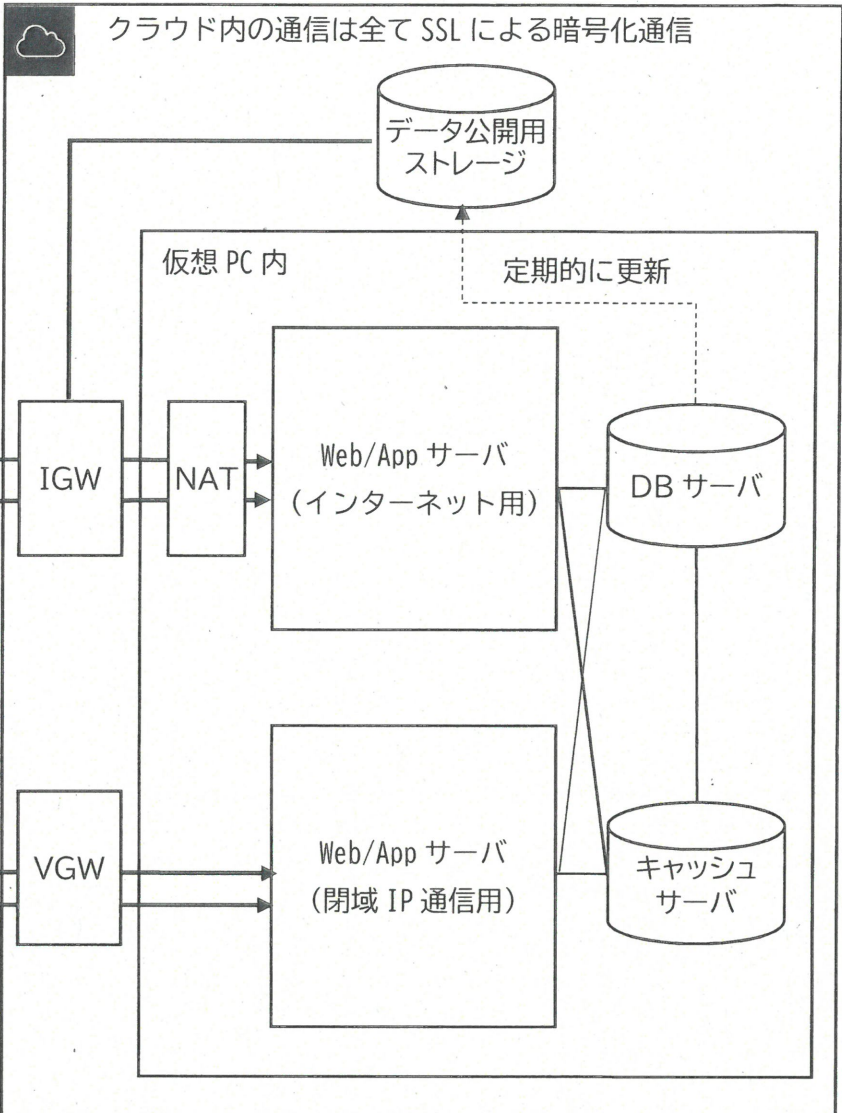 クラウド内の通信は全て SSL による暗号化通信
データ公開用
ストレージ
仮想 PC 内
定期的に更新
IGW
NAT
Web/App サーバ
(インターネット用)
DB サーバ
VGW
Web/App サーバ
(閉域 IP 通信用)
キャッシュ
サーバ